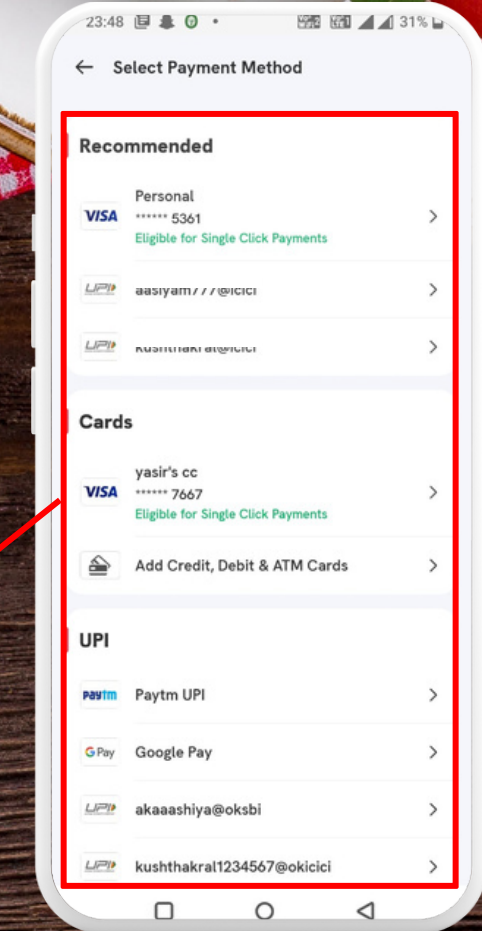 23:48
31%
← Select Payment Method
Recommended
Personal
VISA ****** 5361
Eligible for Single Click Payments
UPI
UPI
Cards
yasir's cc
VISA ****** 7667
Eligible for Single Click Payments
Add Credit, Debit & ATM Cards
UPI
Paytm Paytm UPI
G Pay Google Pay
UPI akaaashiya@oksbi
UPI kushthakral1234567@okicici